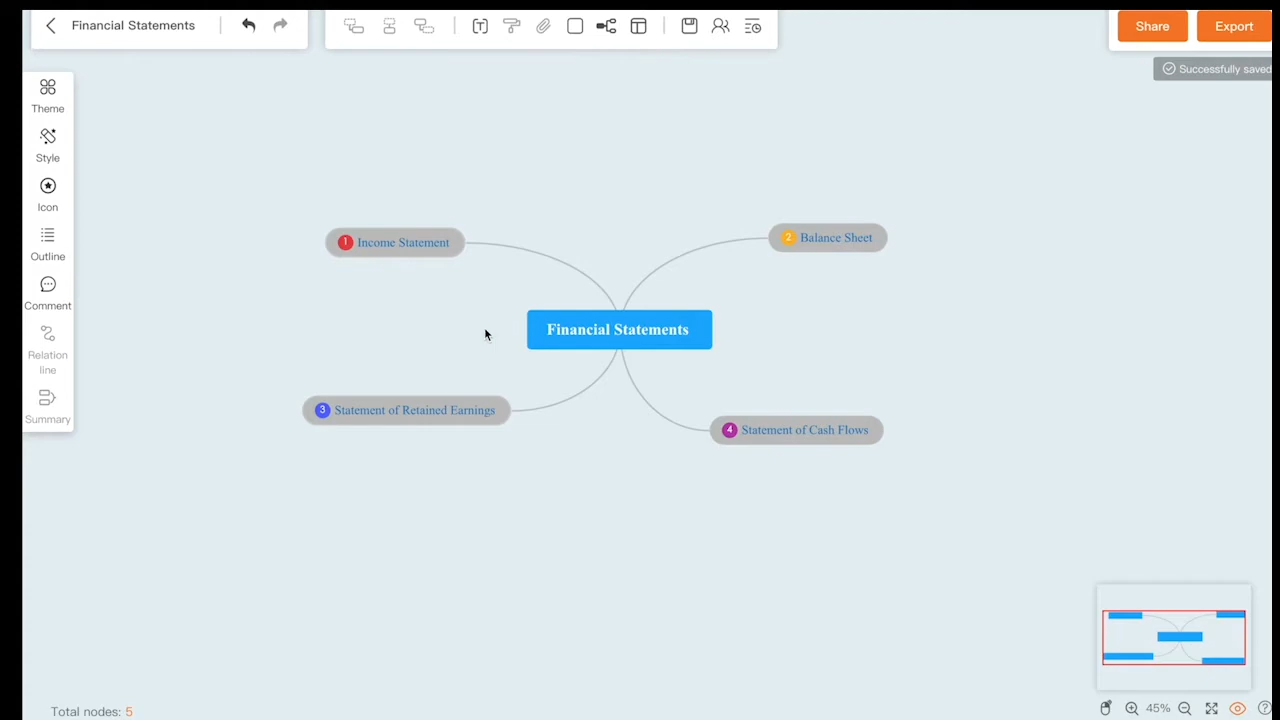 Financial Statements
Share
Export
Successfully saved
Theme
Style
Icon
Outline
Comment
Relation
line
Summary
1 Income Statement
2 Balance Sheet
Financial Statements
3 Statement of Retained Earnings
4 Statement of Cash Flows
Total nodes: 5
45%